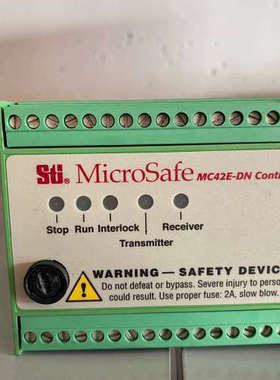 STI® MicroSafe MC42E-DN Contr
Stop Run Interlock Receiver
Transmitter
WARNING — SAFETY DEVIC
Do not defeat or bypass. Severe injury to perso
could result. Use proper fuse: 2A, slow blow.